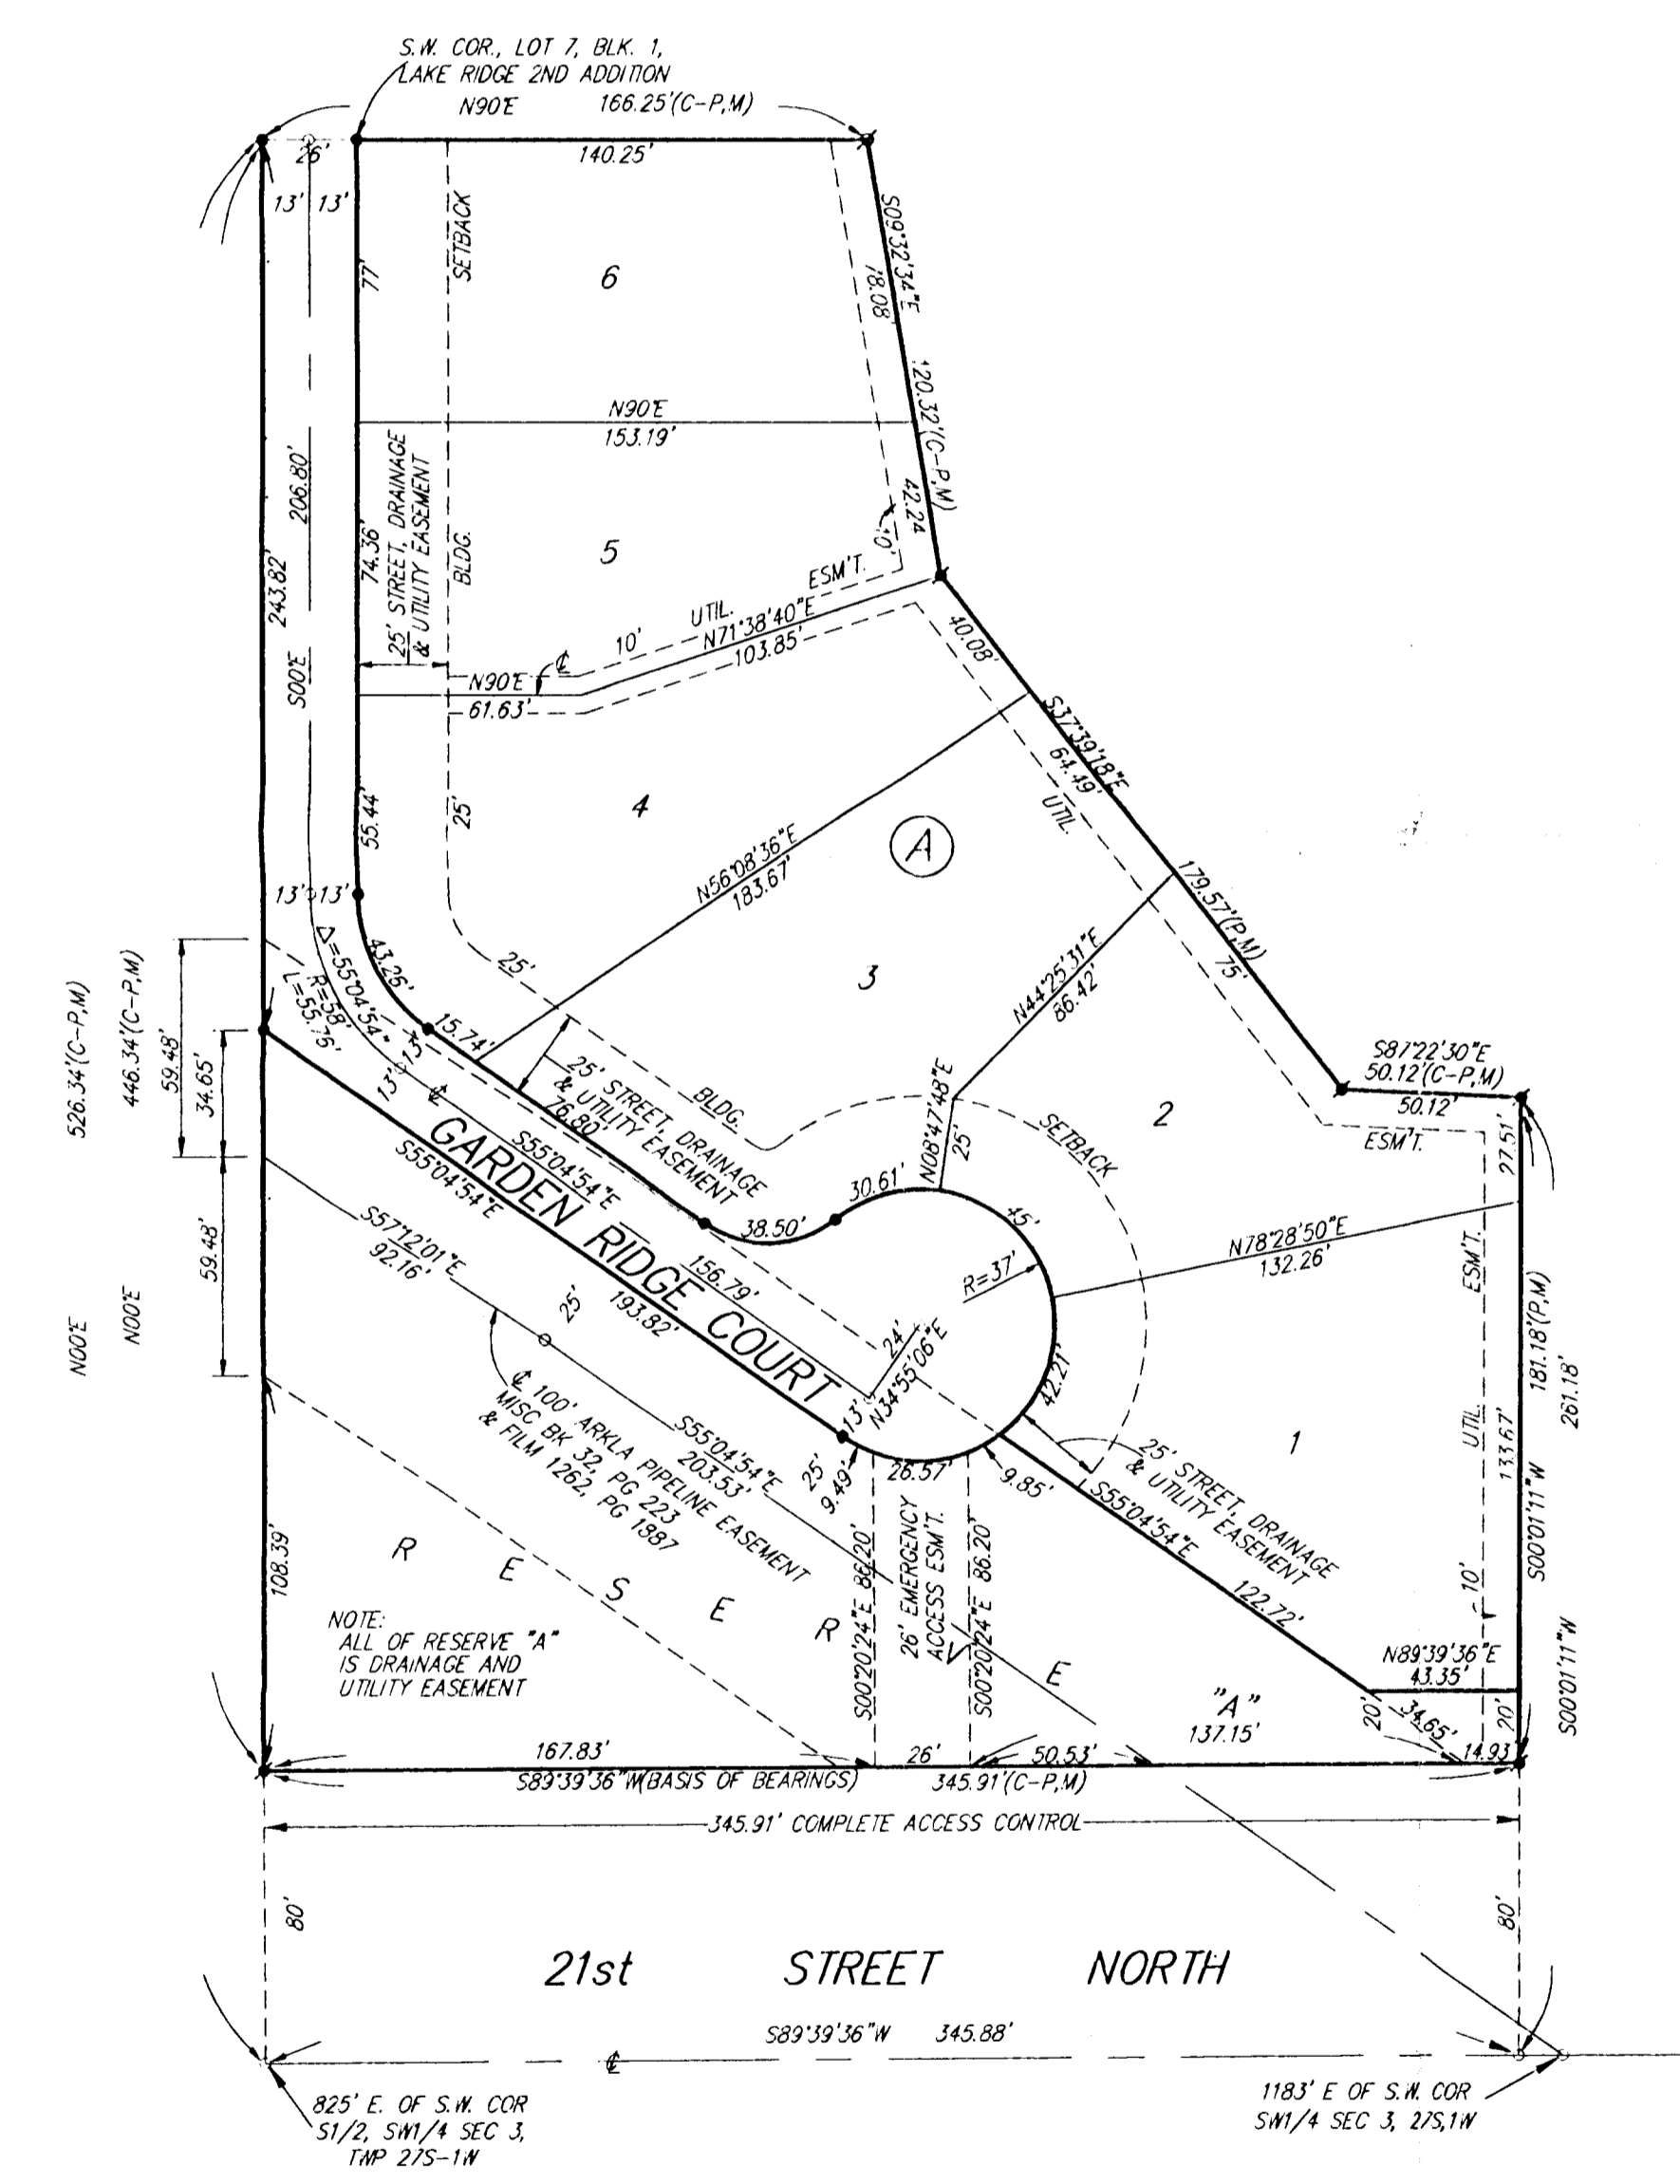 S.W. COR., LOT 7, BLK. 1,
LAKE RIDGE 2ND ADDITION
N90°E 166.25'(C-P,M)
26'
140.25'
13' 13'
77'
SETBACK
6
S09°32'34"E
78.08'
120.32'(C-P,M)
N90°E
153.19'
206.80'
S00°E
243.82'
74.36'
25' STREET, DRAINAGE
& UTILITY EASEMENT
BLDG.
5
42.24
10'
ESM'T.
UTIL.
10'
N71°38'40"E
103.85'
N90°E
61.63'
℄
40.08'
S37°39'18"E
64.49'
UTIL.
179.57'(P,M)
75'
55.44'
25'
4
N56°08'36"E
183.67'
A
3
13' 13'
43.26'
Δ=55°04'54"
R=58'
L=55.75'
25'
15.74'
13' 13'
℄
526.34'(C-P,M)
N00°E
446.34'(C-P,M)
N00°E
59.48'
34.65'
59.48'
N44°25'31"E
86.42'
N08°47'48"E
25'
S87°22'30"E
50.12'(C-P,M)
50.12'
ESM'T.
27.51'
2
25' STREET, DRAINAGE
& UTILITY EASEMENT
76.80'
BLDG.
SETBACK
S55°04'54"E
GARDEN RIDGE COURT
S55°04'54"E
156.79'
193.82'
38.50'
30.61'
45'
R=37'
N78°28'50"E
132.26'
S57°12'01"E
92.16'
25'
24'
13'
N34°55'06"E
42.21'
℄ 100' ARKLA PIPELINE EASEMENT
MISC BK 32, PG 223
& FILM 1262, PG 1887
S55°04'54"E
203.53'
25'
9.49'
26.57'
9.85'
1
25' STREET, DRAINAGE
& UTILITY EASEMENT
S55°04'54"E
122.72'
ESM'T.
UTIL.
10'
133.67'
181.18'(P,M)
S00°01'11"W
261.18'
S00°01'11"W
108.39'
R E S E R V E "A"
NOTE:
ALL OF RESERVE "A"
IS DRAINAGE AND
UTILITY EASEMENT
S00°20'24"E 86.20'
26' EMERGENCY
ACCESS ESM'T.
S00°20'24"E 86.20'
N89°39'36"E
43.35'
20'
34.65'
20'
14.93'
137.15'
167.83'
26'
50.53'
S89°39'36"W(BASIS OF BEARINGS) 345.91'(C-P,M)
345.91' COMPLETE ACCESS CONTROL
80'
80'
21st STREET NORTH
S89°39'36"W 345.88'
℄
825' E. OF S.W. COR
S1/2, SW1/4 SEC 3,
TWP 27S-1W
1183' E OF S.W. COR
SW1/4 SEC 3, 27S,1W